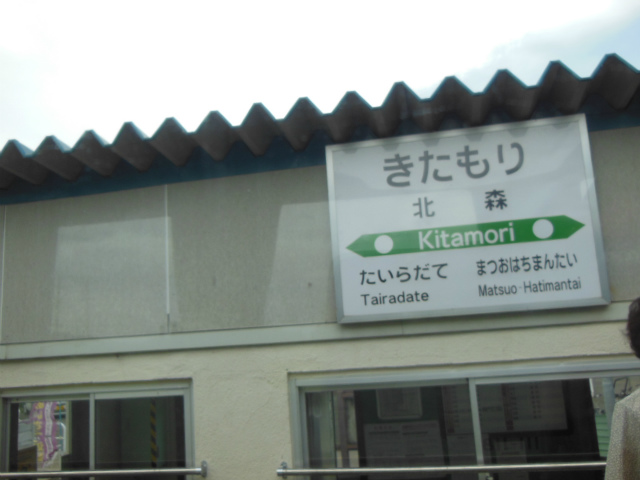 きたもり
北 森
Kitamori
たいらだて まつおはちまんたい
Tairadate Matsuo-Hatimantai